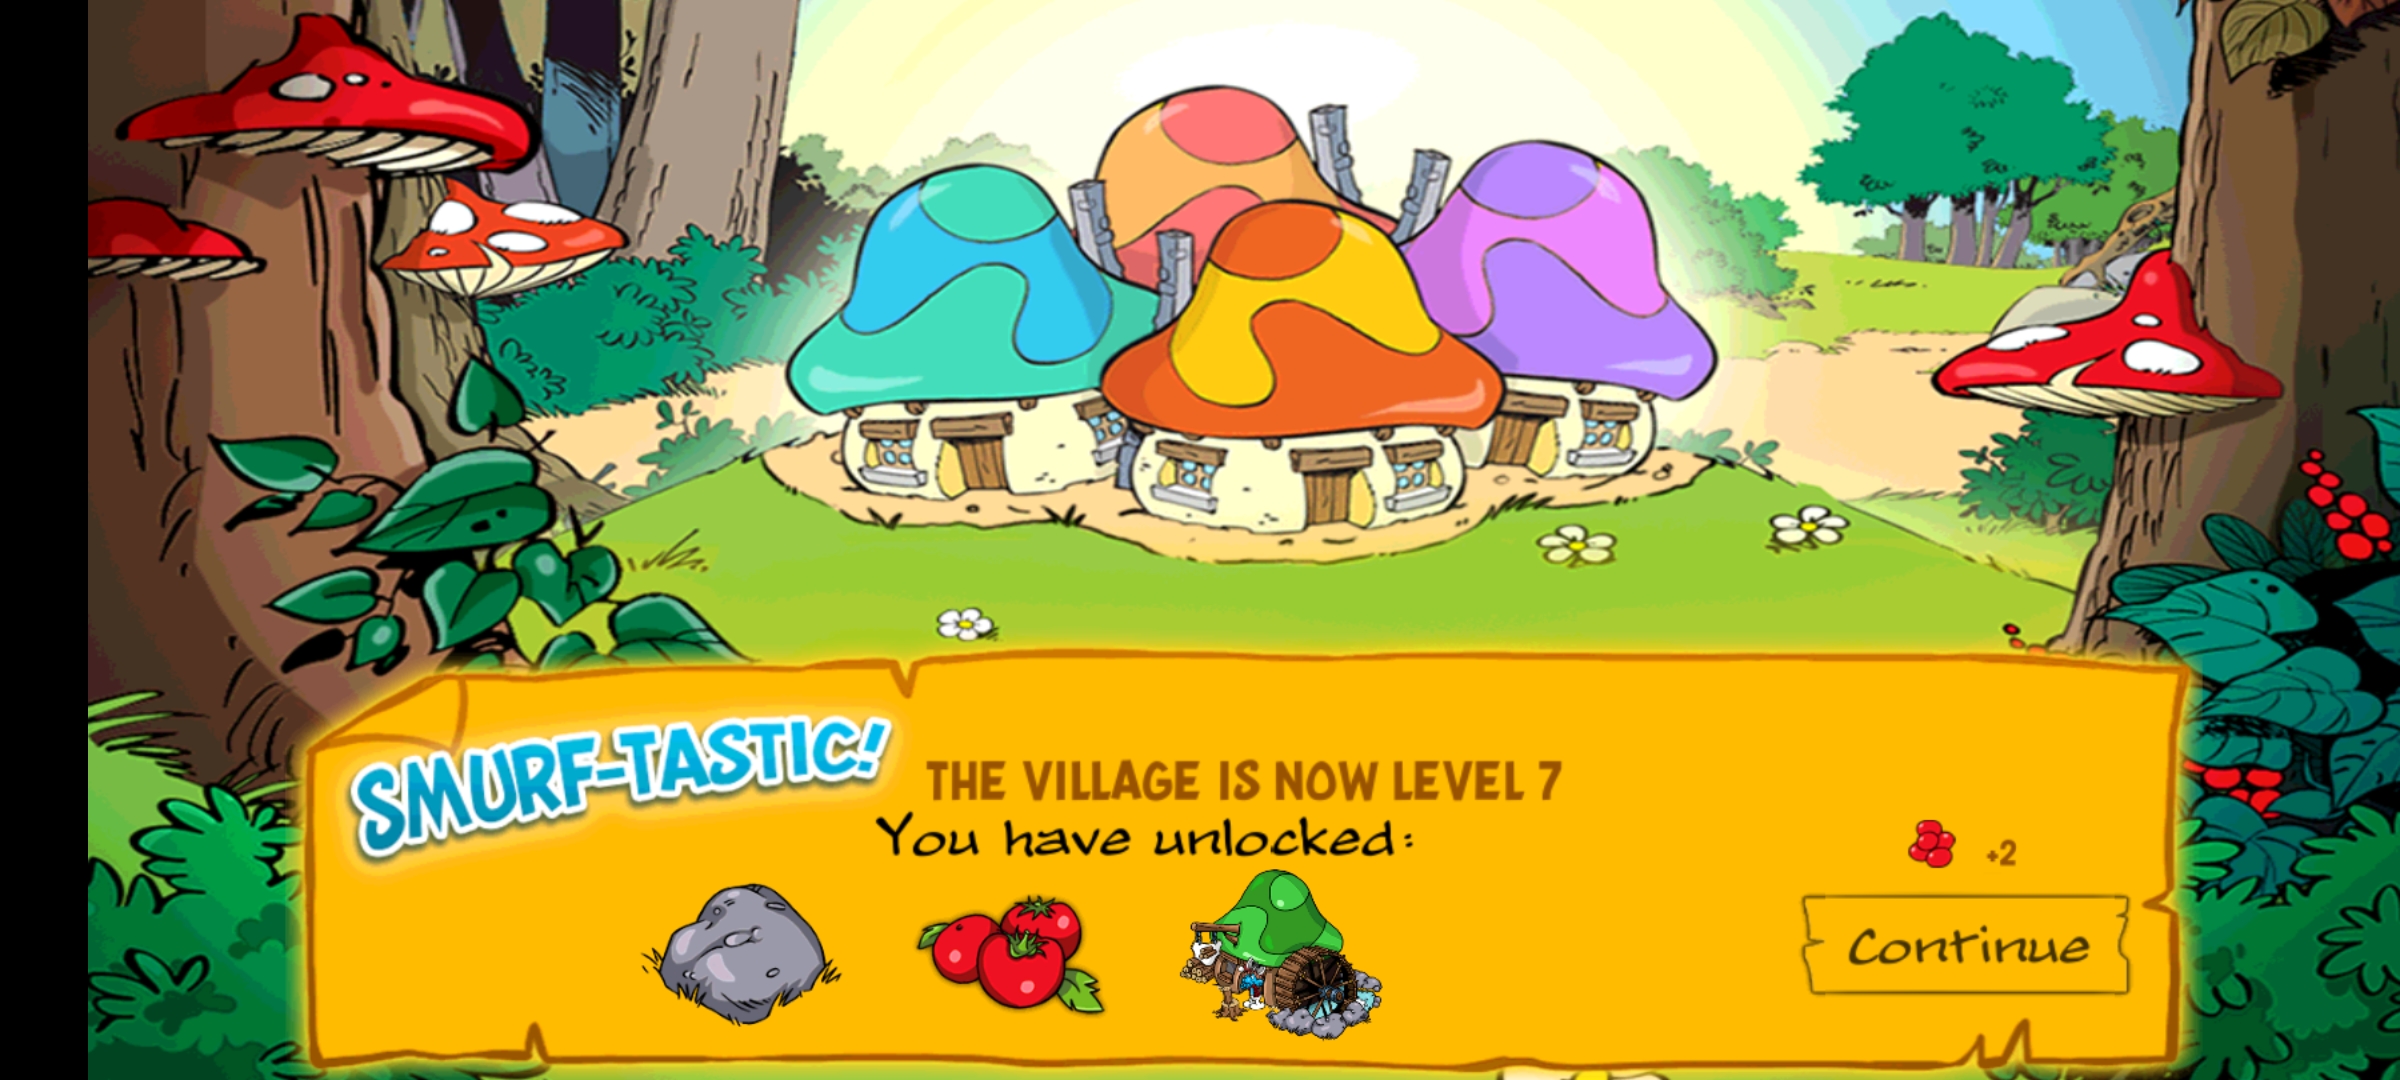 SMURF-TASTIC!
THE VILLAGE IS NOW LEVEL 7
You have unlocked:
+2
Continue